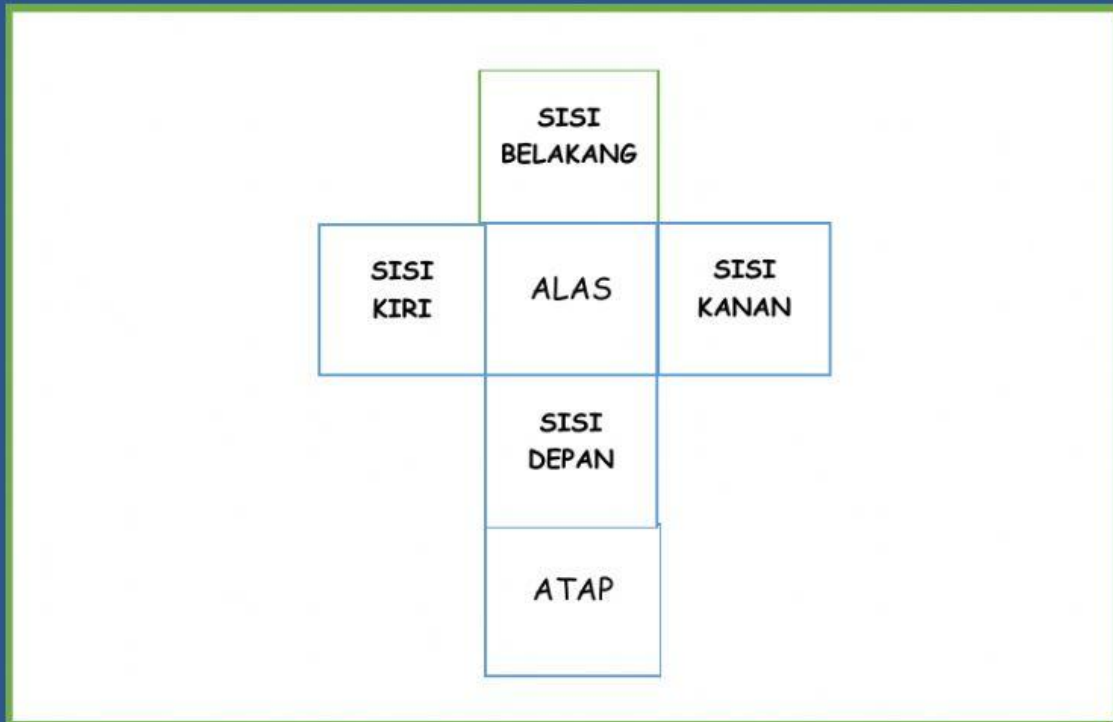 SISI
BELAKANG
SISI
KIRI
ALAS
SISI
KANAN
SISI
DEPAN
ATAP